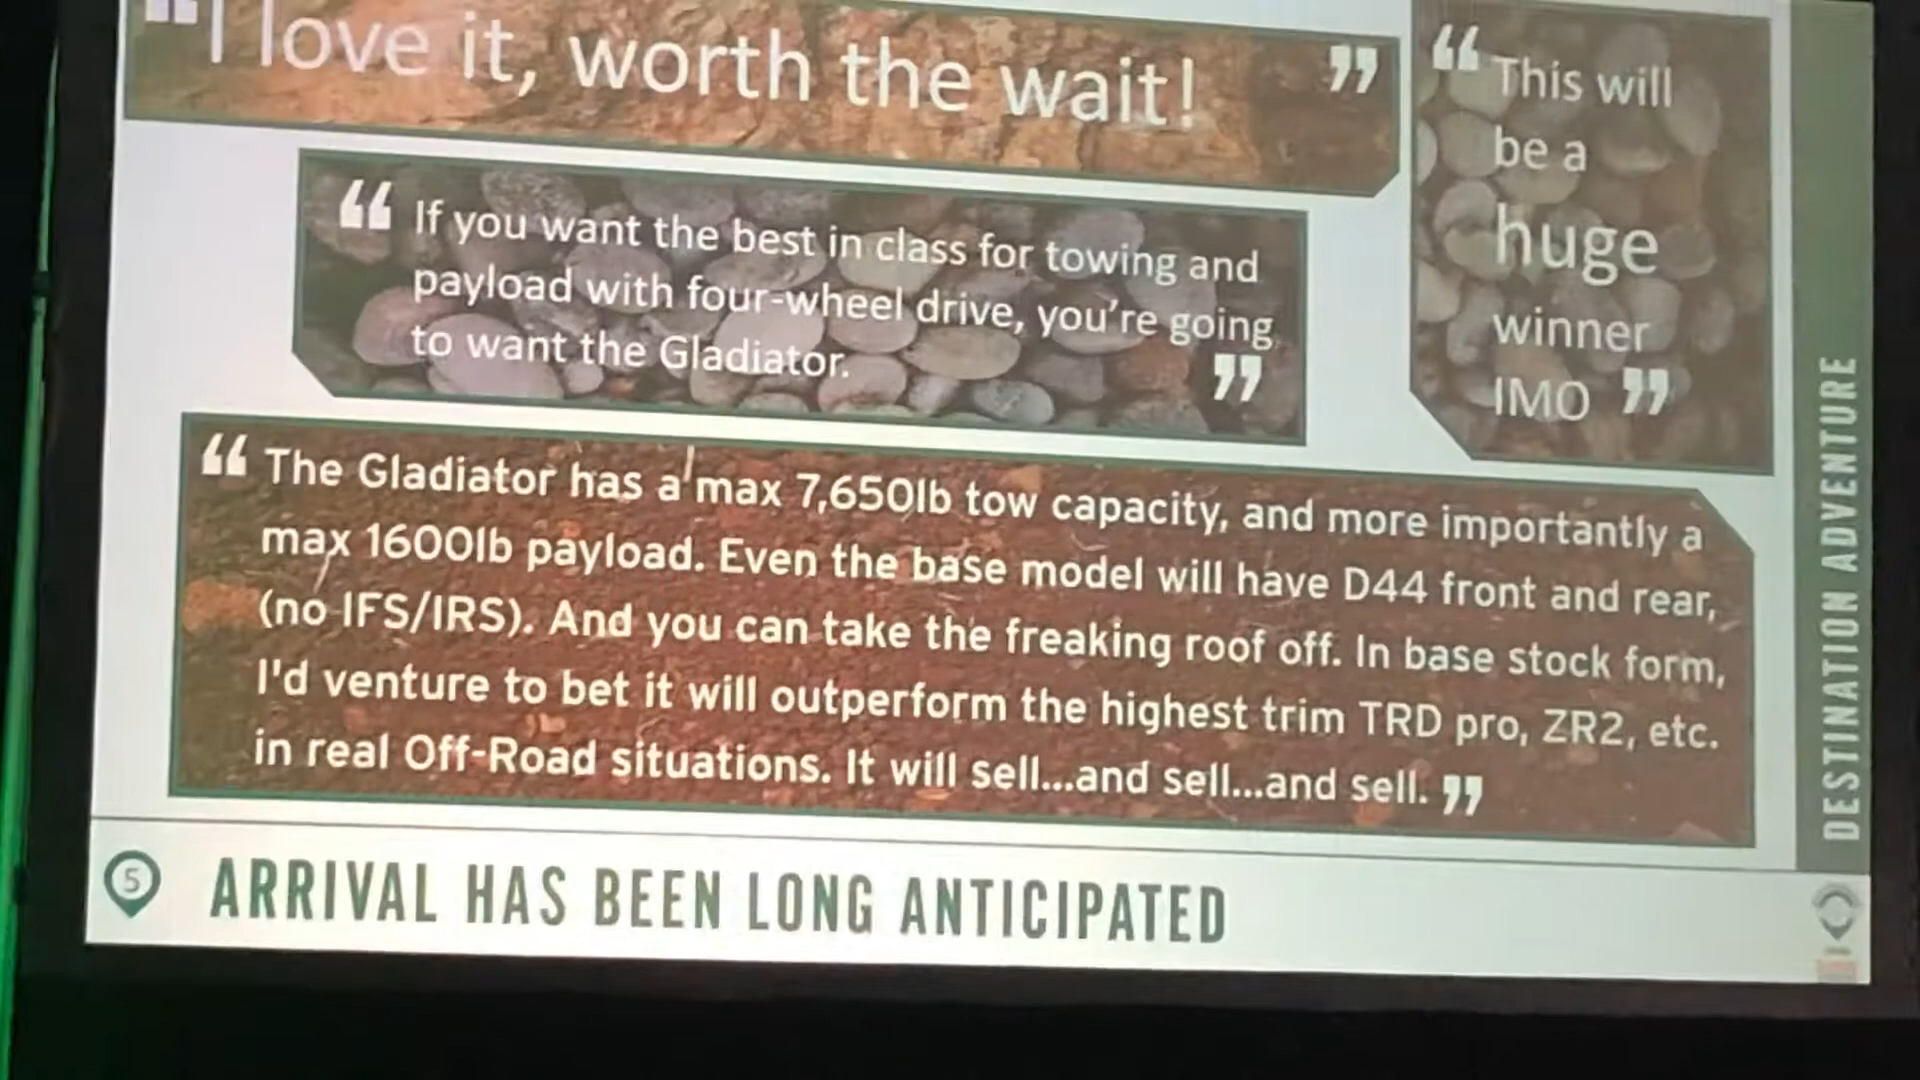 “I love it, worth the wait! ”
“ This will
be a
huge
winner
IMO ”
“ If you want the best in class for towing and
payload with four-wheel drive, you’re going
to want the Gladiator. ”
“ The Gladiator has a max 7,650lb tow capacity, and more importantly a
max 1600lb payload. Even the base model will have D44 front and rear,
(no IFS/IRS). And you can take the freaking roof off. In base stock form,
I'd venture to bet it will outperform the highest trim TRD pro, ZR2, etc.
in real Off-Road situations. It will sell...and sell...and sell. ”
5 ARRIVAL HAS BEEN LONG ANTICIPATED
DESTINATION ADVENTURE